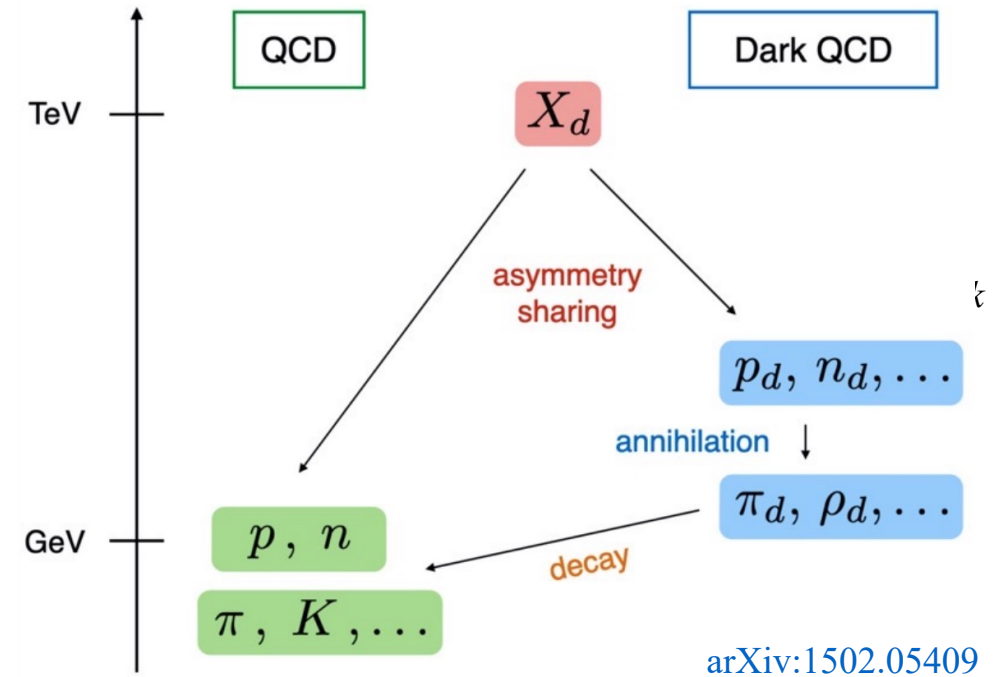 QCD
Dark QCD
TeV
X_d
asymmetry
sharing
k
p_d, n_d, ...
annihilation
π_d, ρ_d, ...
GeV
p , n
decay
π , K , ...
arXiv:1502.05409